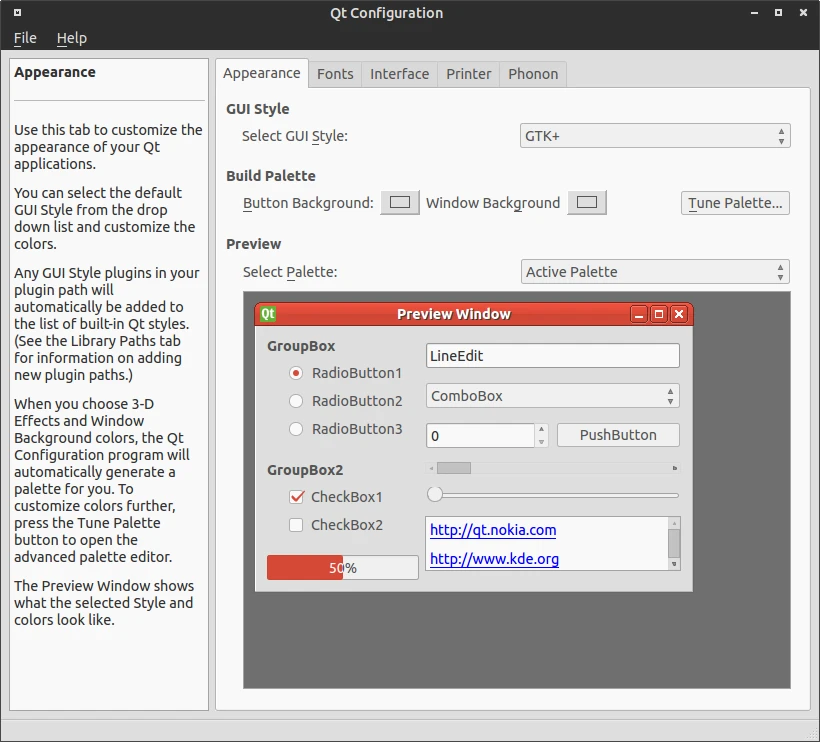 Qt Configuration
File Help
Appearance
Use this tab to customize the
appearance of your Qt
applications.
You can select the default
GUI Style from the drop
down list and customize the
colors.
Any GUI Style plugins in your
plugin path will
automatically be added to
the list of built-in Qt styles.
(See the Library Paths tab
for information on adding
new plugin paths.)
When you choose 3-D
Effects and Window
Background colors, the Qt
Configuration program will
automatically generate a
palette for you. To
customize colors further,
press the Tune Palette
button to open the
advanced palette editor.
The Preview Window shows
what the selected Style and
colors look like.
Appearance Fonts Interface Printer Phonon
GUI Style
Select GUI Style: GTK+
Build Palette
Button Background: Window Background Tune Palette...
Preview
Select Palette: Active Palette
Qt Preview Window
GroupBox
RadioButton1
RadioButton2
RadioButton3
GroupBox2
CheckBox1
CheckBox2
50%
LineEdit
ComboBox
0 PushButton
http://qt.nokia.com
http://www.kde.org